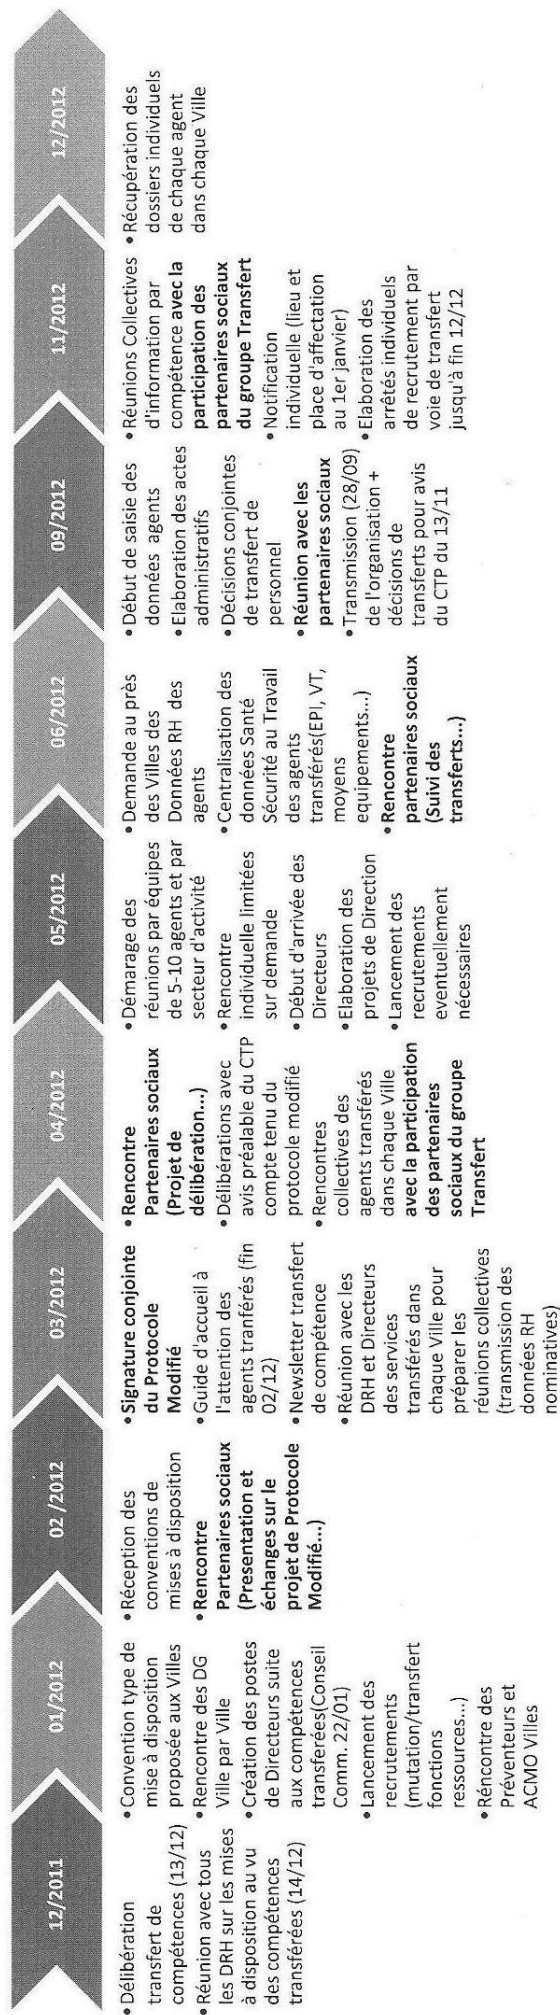 12/2011
• Délibération
transfert de
compétences (13/12)
• Réunion avec tous
les DRH sur les mises
à disposition au vu
des compétences
transférées (14/12)
01/2012
• Convention type de
mise à disposition
proposée aux Villes
• Rencontre des DG
Ville par Ville
• Création des postes
de Directeurs suite
aux compétences
transferées(Conseil
Comm. 22/01)
• Lancement des
recrutements
(mutation/transfert
fonctions
ressources...)
• Réncontre des
Préventeurs et
ACMO Villes
02 /2012
• Réception des
conventions de
mises à disposition
• Rencontre
Partenaires sociaux
(Presentation et
échanges sur le
projet de Protocole
Modifié...)
03/2012
• Signature conjointe
du Protocole
Modifié
• Guide d'accueil à
l'attention des
agents tranférés (fin
02/12)
• Newsletter transfert
de compétence
• Réunion avec les
DRH et Directeurs
des services
transférés dans
chaque Ville pour
préparer les
réunions collectives
(transmission des
données RH
nominatives)
04/2012
• Rencontre
Partenaires sociaux
(Projet de
délibération...)
• Délibérations avec
avis préalable du CTP
compte tenu du
protocole modifié
• Rencontres
collectives des
agents transférés
dans chaque Ville
avec la participation
des partenaires
sociaux du groupe
Transfert
05/2012
• Démarage des
réunions par équipes
de 5-10 agents et par
secteur d'activité
• Rencontre
individuelle limitées
sur demande
• Début d'arrivée des
Directeurs
• Elaboration des
projets de Direction
• Lancement des
recrutements
eventuellement
nécessaires
06/2012
• Demande au près
des Villes des
Données RH des
agents
• Centralisation des
données Santé
Sécurité au Travail
des agents
transférés(EPI, VT,
moyens
equipements...)
• Rencontre
partenaires sociaux
(Suivi des
transferts...)
09/2012
• Début de saisie des
données agents
• Elaboration des actes
administratifs
• Décisions conjointes
de transfert de
personnel
• Réunion avec les
partenaires sociaux
• Transmission (28/09)
de l'organisation +
décisions de
transferts pour avis
du CTP du 13/11
11/2012
• Réunions Collectives
d'information par
compétence avec la
participation des
partenaires sociaux
du groupe Transfert
• Notification
individuelle (lieu et
place d'affectation
au 1er janvier)
• Elaboration des
arrêtés individuels
de recrutement par
voie de transfert
jusqu'à fin 12/12
12/2012
• Récupération des
dossiers individuels
de chaque agent
dans chaque Ville